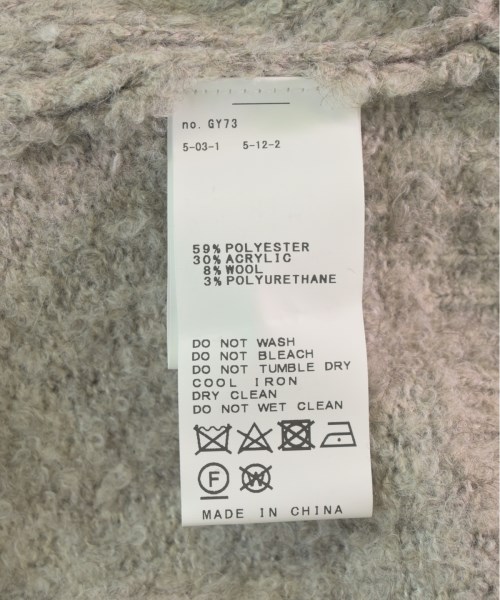 no. GY73
5-03-1 5-12-2
59% POLYESTER
30% ACRYLIC
8% WOOL
3% POLYURETHANE
DO NOT WASH
DO NOT BLEACH
DO NOT TUMBLE DRY
COOL IRON
DRY CLEAN
DO NOT WET CLEAN
F W
MADE IN CHINA